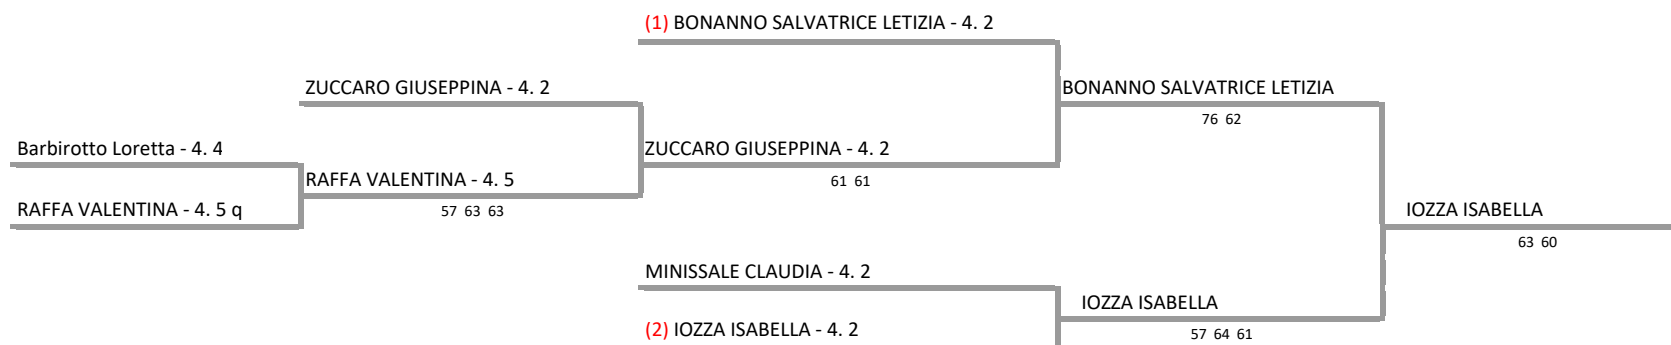 (1) BONANNO SALVATRICE LETIZIA - 4. 2
ZUCCARO GIUSEPPINA - 4. 2
BONANNO SALVATRICE LETIZIA
76 62
Barbirotto Loretta - 4. 4
ZUCCARO GIUSEPPINA - 4. 2
RAFFA VALENTINA - 4. 5
61 61
RAFFA VALENTINA - 4. 5 q
57 63 63
IOZZA ISABELLA
63 60
MINISSALE CLAUDIA - 4. 2
IOZZA ISABELLA
(2) IOZZA ISABELLA - 4. 2
57 64 61